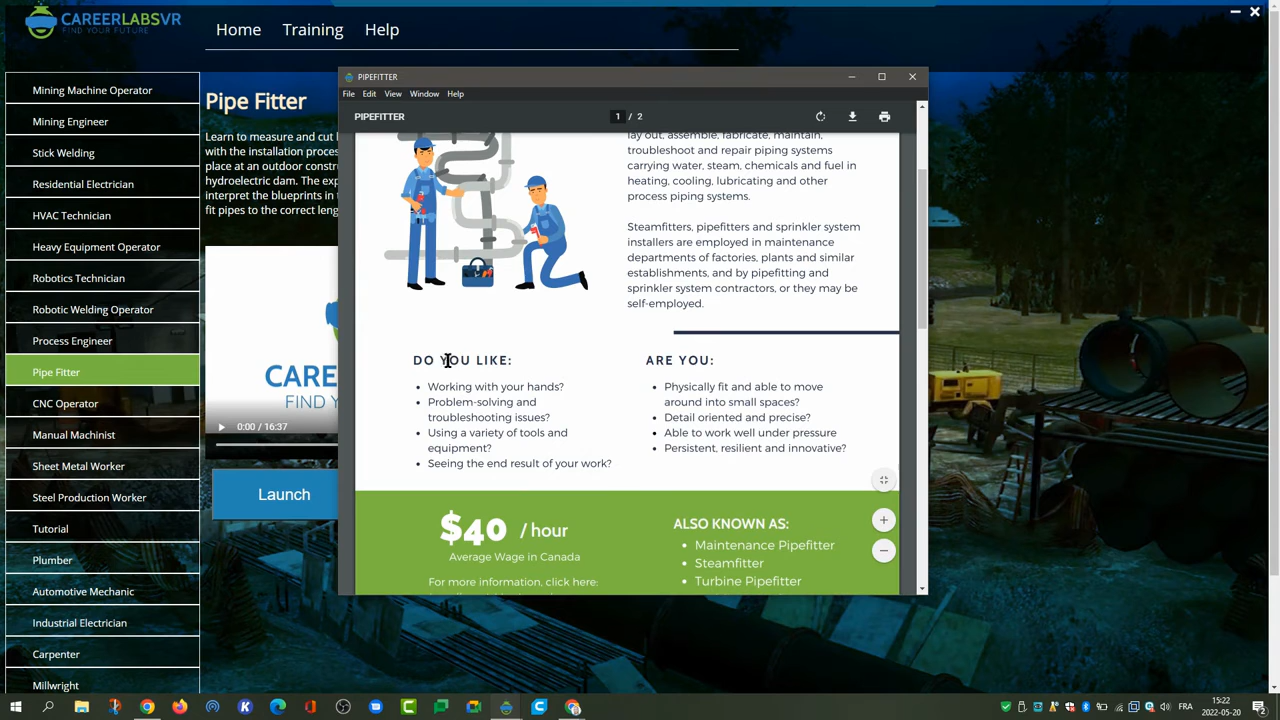 CAREERLABSVR
FIND YOUR FUTURE
Home
Training
Help
Mining Machine Operator
Mining Engineer
Stick Welding
Residential Electrician
HVAC Technician
Heavy Equipment Operator
Robotics Technician
Robotic Welding Operator
Process Engineer
Pipe Fitter
CNC Operator
Manual Machinist
Sheet Metal Worker
Steel Production Worker
Tutorial
Plumber
Automotive Mechanic
Industrial Electrician
Carpenter
Millwright
Pipe Fitter
Learn to measure and cut
with the installation proces
place at an outdoor constr
hydroelectric dam. The exp
interpret the blueprints in
fit pipes to the correct leng
CARE
FIND Y
0:00 / 16:37
Launch
PIPEFITTER
File Edit View Window Help
PIPEFITTER
1 / 2
lay out, assemble, fabricate, maintain,
troubleshoot and repair piping systems
carrying water, steam, chemicals and fuel in
heating, cooling, lubricating and other
process piping systems.
Steamfitters, pipefitters and sprinkler system
installers are employed in maintenance
departments of factories, plants and similar
establishments, and by pipefitting and
sprinkler system contractors, or they may be
self-employed.
DO YOU LIKE:
• Working with your hands?
• Problem-solving and
troubleshooting issues?
• Using a variety of tools and
equipment?
• Seeing the end result of your work?
ARE YOU:
• Physically fit and able to move
around into small spaces?
• Detail oriented and precise?
• Able to work well under pressure
• Persistent, resilient and innovative?
$40 / hour
Average Wage in Canada
For more information, click here:
ALSO KNOWN AS:
• Maintenance Pipefitter
• Steamfitter
• Turbine Pipefitter
FRA
15:22
2022-05-20
2